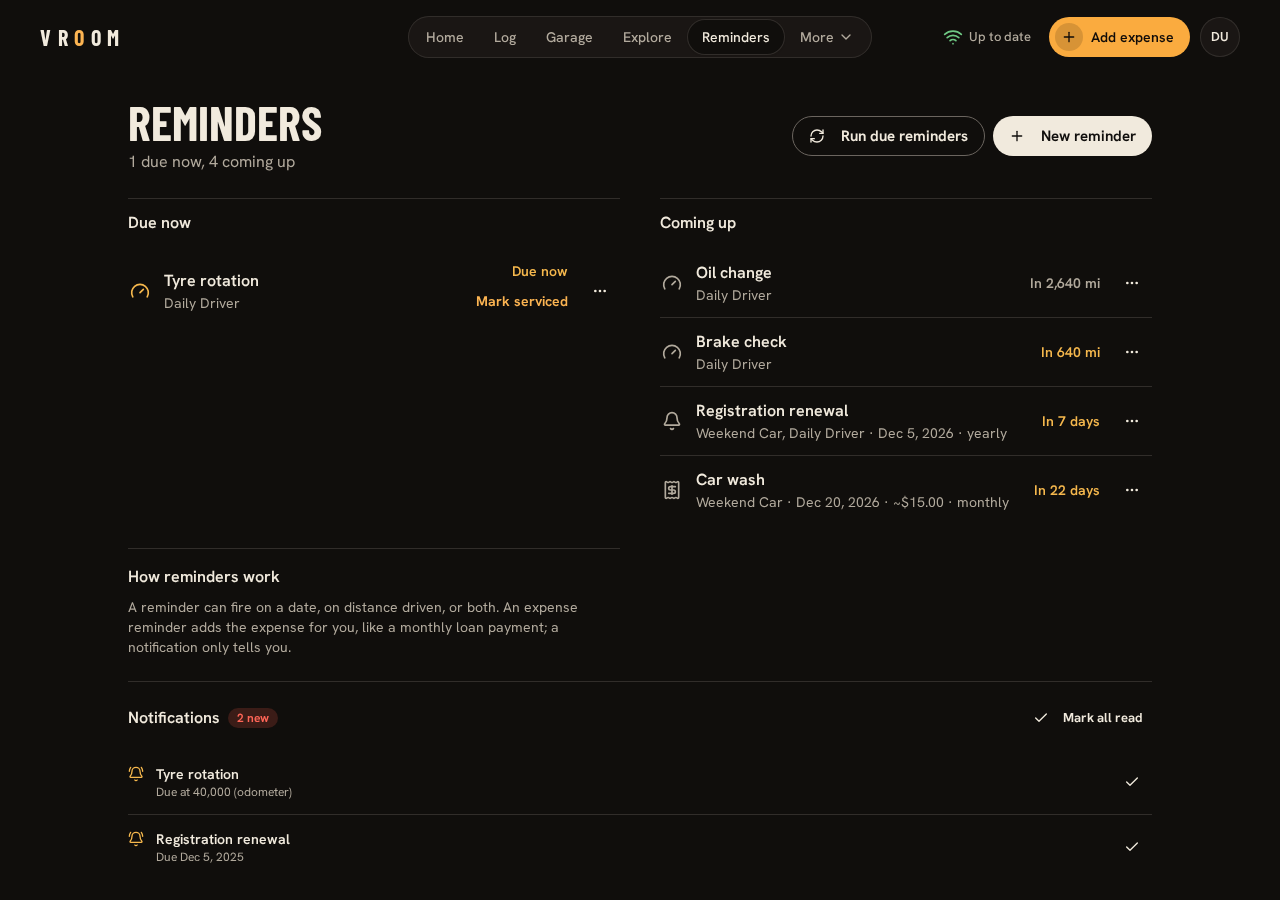 VROOM
Home Log Garage Explore Reminders More
Up to date
Add expense
DU
REMINDERS
1 due now, 4 coming up
Run due reminders
New reminder
Due now
Tyre rotation
Daily Driver
Due now
Mark serviced
Coming up
Oil change
Daily Driver
In 2,640 mi
Brake check
Daily Driver
In 640 mi
Registration renewal
Weekend Car, Daily Driver · Dec 5, 2026 · yearly
In 7 days
Car wash
Weekend Car · Dec 20, 2026 · ~$15.00 · monthly
In 22 days
How reminders work
A reminder can fire on a date, on distance driven, or both. An expense
reminder adds the expense for you, like a monthly loan payment; a
notification only tells you.
Notifications 2 new
Mark all read
Tyre rotation
Due at 40,000 (odometer)
Registration renewal
Due Dec 5, 2025